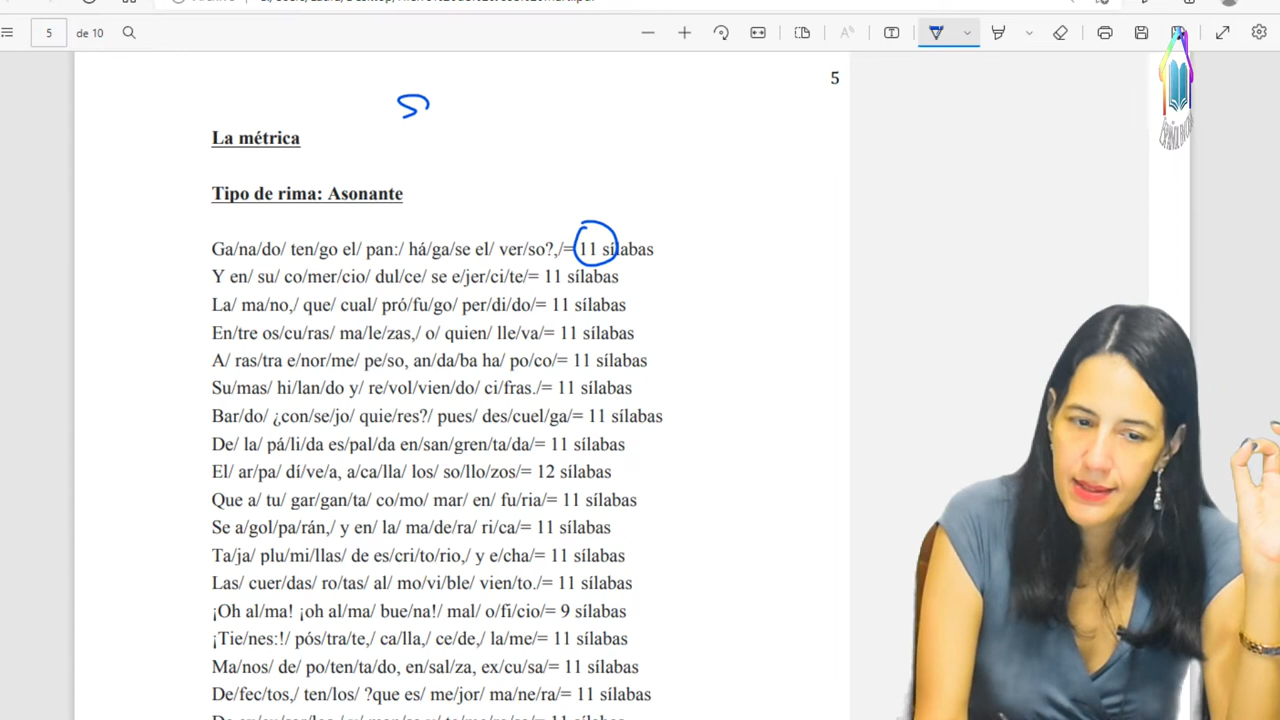 5 de 10
5
S
La métrica
Tipo de rima: Asonante
Ga/na/do/ ten/go el/ pan:/ há/ga/se el/ ver/so?,/= 11 sílabas
Y en/ su/ co/mer/cio/ dul/ce/ se e/jer/ci/te/= 11 sílabas
La/ ma/no,/ que/ cual/ pró/fu/go/ per/di/do/= 11 sílabas
En/tre os/cu/ras/ ma/le/zas,/ o/ quien/ lle/va/= 11 sílabas
A/ ras/tra e/nor/me/ pe/so, an/da/ba ha/ po/co/= 11 sílabas
Su/mas/ hi/lan/do y/ re/vol/vien/do/ ci/fras./= 11 sílabas
Bar/do/ ¿con/se/jo/ quie/res?/ pues/ des/cuel/ga/= 11 sílabas
De/ la/ pá/li/da es/pal/da en/san/gren/ta/da/= 11 sílabas
El/ ar/pa/ dí/ve/a, a/ca/lla/ los/ so/llo/zos/= 12 sílabas
Que a/ tu/ gar/gan/ta/ co/mo/ mar/ en/ fu/ria/= 11 sílabas
Se a/gol/pa/rán,/ y en/ la/ ma/de/ra/ ri/ca/= 11 sílabas
Ta/ja/ plu/mi/llas/ de es/cri/to/rio,/ y e/cha/= 11 sílabas
Las/ cuer/das/ ro/tas/ al/ mo/vi/ble/ vien/to./= 11 sílabas
¡Oh al/ma! ¡oh al/ma/ bue/na!/ mal/ o/fi/cio/= 9 sílabas
¡Tie/nes:!/ pós/tra/te,/ ca/lla,/ ce/de,/ la/me/= 11 sílabas
Ma/nos/ de/ po/ten/ta/do, en/sal/za, ex/cu/sa/= 11 sílabas
De/fec/tos,/ ten/los/ ?que es/ me/jor/ ma/ne/ra/= 11 sílabas